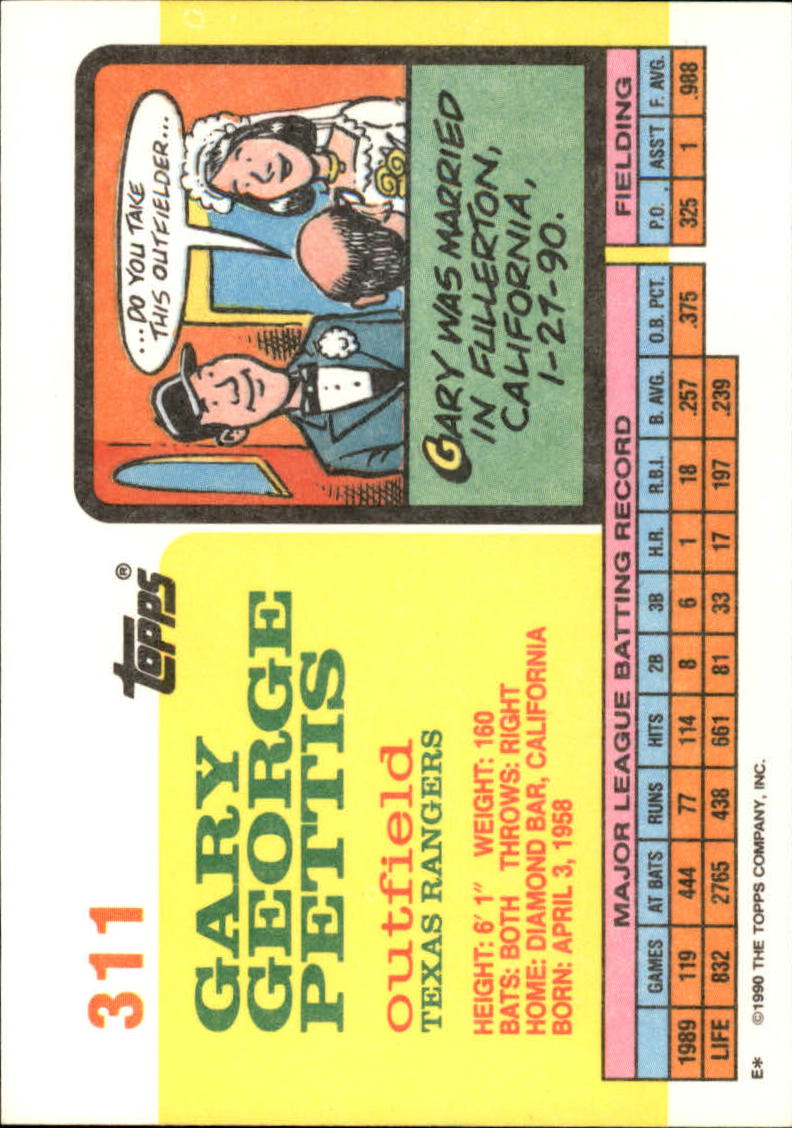 311
topps®
GARY
GEORGE
PETTIS
outfield
TEXAS RANGERS
HEIGHT: 6' 1" WEIGHT: 160
BATS: BOTH THROWS: RIGHT
HOME: DIAMOND BAR, CALIFORNIA
BORN: APRIL 3, 1958
...DO YOU TAKE
THIS OUTFIELDER...
GARY WAS MARRIED
IN FULLERTON,
CALIFORNIA,
1-27-90.
MAJOR LEAGUE BATTING RECORD FIELDING
GAMES AT BATS RUNS HITS 2B 3B H.R. R.B.I. B. AVG. O.B. PCT. P.O. ASS'T F. AVG.
1989 119 444 77 114 8 6 1 18 .257 .375 325 1 .988
LIFE 832 2765 438 661 81 33 17 197 .239
E* ©1990 THE TOPPS COMPANY, INC.